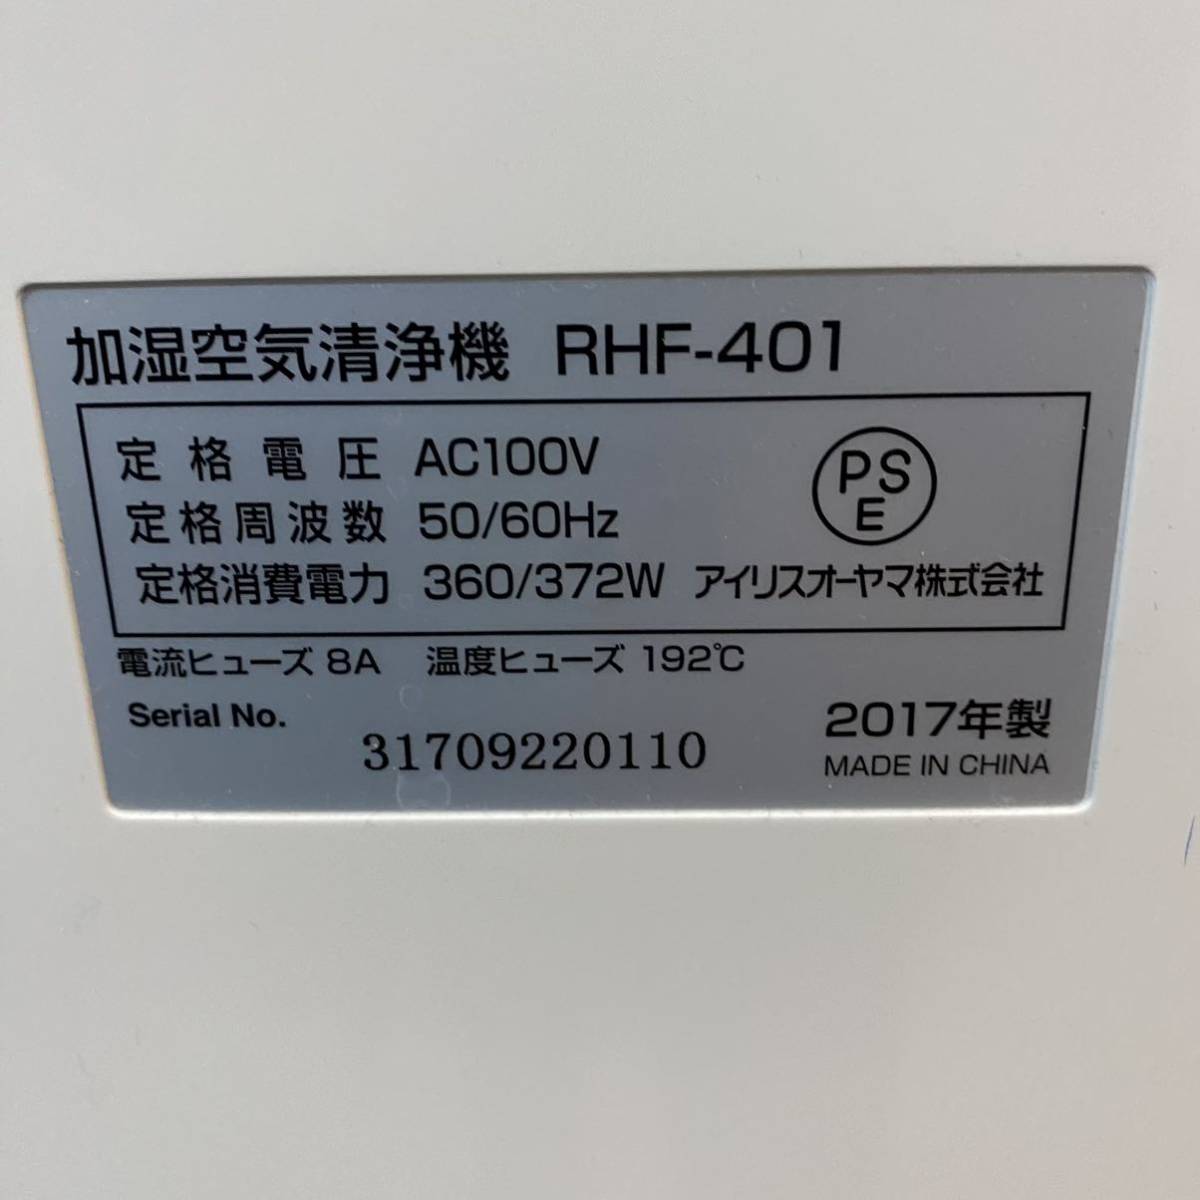 加湿空気清浄機 RHF-401
定格電圧 AC100V
定格周波数 50/60Hz
定格消費電力 360/372W
PS
E
アイリスオーヤマ株式会社
電流ヒューズ 8A 温度ヒューズ 192℃
Serial No. 31709220110
2017年製
MADE IN CHINA